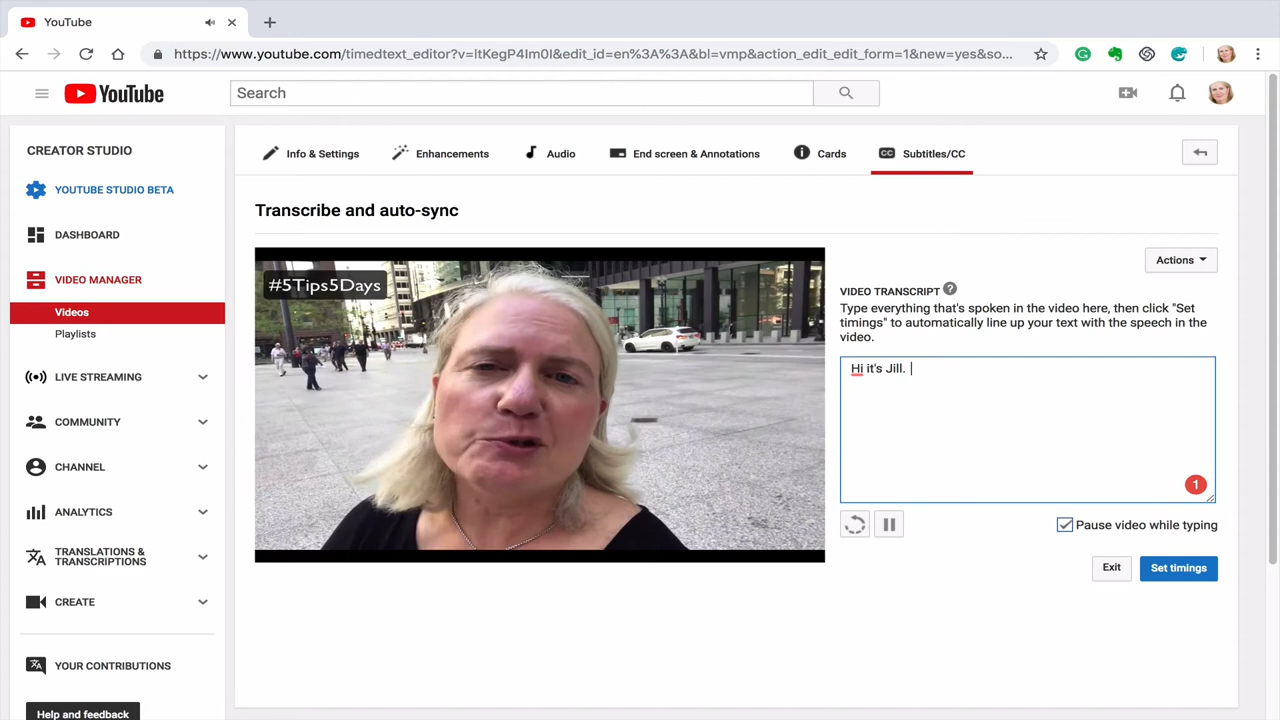 YouTube
https://www.youtube.com/timedtext_editor?v=ltKegP4Im0I&edit_id=en%3A%3A&bl=vmp&action_edit_edit_form=1&new=yes&so...
YouTube
Search
CREATOR STUDIO
YOUTUBE STUDIO BETA
DASHBOARD
VIDEO MANAGER
Videos
Playlists
LIVE STREAMING
COMMUNITY
CHANNEL
ANALYTICS
TRANSLATIONS &
TRANSCRIPTIONS
CREATE
YOUR CONTRIBUTIONS
Help and feedback
Info & Settings
Enhancements
Audio
End screen & Annotations
Cards
CC Subtitles/CC
Transcribe and auto-sync
#5Tips5Days
Actions
VIDEO TRANSCRIPT ?
Type everything that's spoken in the video here, then click "Set
timings" to automatically line up your text with the speech in the
video.
Hi it's Jill.
1
Pause video while typing
Exit
Set timings